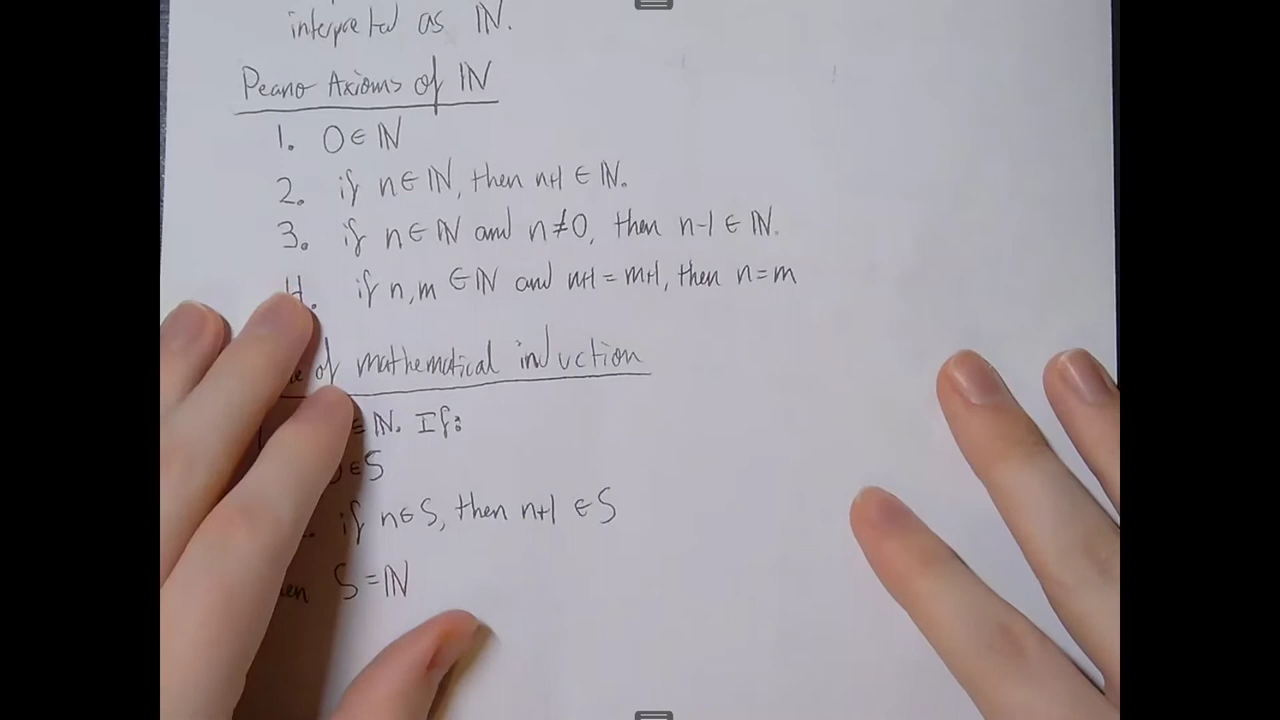 interpreted as ℕ.
Peano Axioms of ℕ
1. 0 ∈ ℕ
2. if n ∈ ℕ, then n+1 ∈ ℕ.
3. if n ∈ ℕ and n ≠ 0, then n-1 ∈ ℕ.
4. if n, m ∈ ℕ and n+1 = m+1, then n = m
of mathematical induction
ℕ. If:
∈ S
if n ∈ S, then n+1 ∈ S
S = ℕ